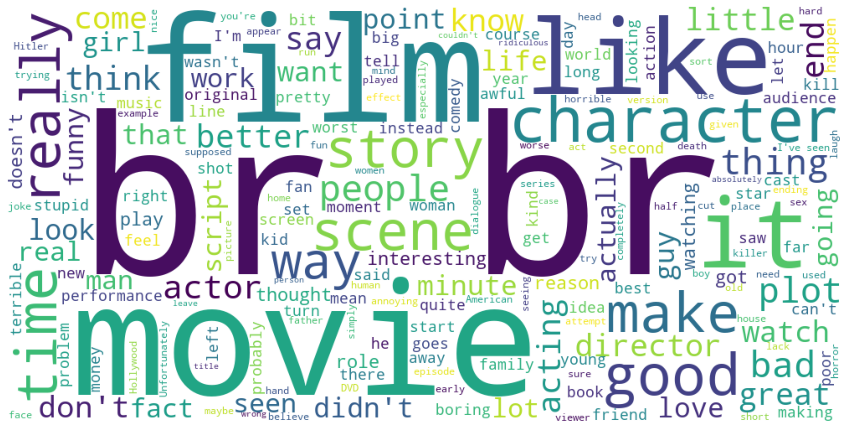 film
like
br br
movie
really
come
girl
Hitler
trying
nice
you're
bit
I'm
appear
say
point
big
tell
mind
played
run
couldn't
ridiculous
know
course
life
year
awful
head
sort
hour
day
world
long
looking
action
let
end
hard
happen
little
kill
audience
think
wasn't
work
want
original
pretty
effect
especially
comedy
version
use
horrible
isn't
music
line
example
doesn't
funny
that
better
worst
instead
character
given
I've seen
laugh
supposed
fun
story
women
people
worse
act
death
second
thing
absolutely
ending
joke
stupid
right
shot
fan
home
moment
woman
series
case
dialogue
kind
get
actually
completely
star
cast
half
cut
place
sex
look
play
feel
script
picture
set
screen
kid
scene
try
guy
watching
saw
killer
far
it
going
real
man
new
terrible
performance
way
interesting
actor
leave
person
thought
said
human
mean
annoying
quite
American
minute
seeing
reason
got
boy
old
need
used
plot
can't
time
problem
money
Hollywood
Unfortunately
title
left
probably
turn
father
simply
start
he
goes
role
there
away
family
episode
early
acting
idea
attempt
best
make
house
lack
watch
poor
horror
director
young
sure
book
good
bad
great
don't
fact
face
maybe
wrong
seen
hand
believe
DVD
didn't
boring
lot
friend
viewer
love
short
making